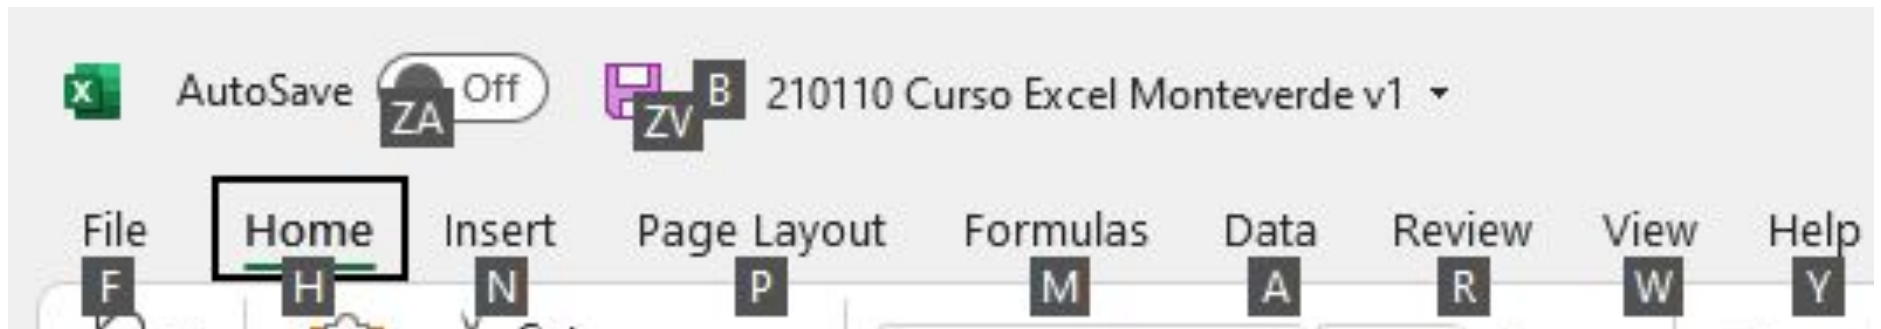 X AutoSave Off ZA ZV B 210110 Curso Excel Monteverde v1
File Home Insert Page Layout Formulas Data Review View Help
F H N P M A R W Y